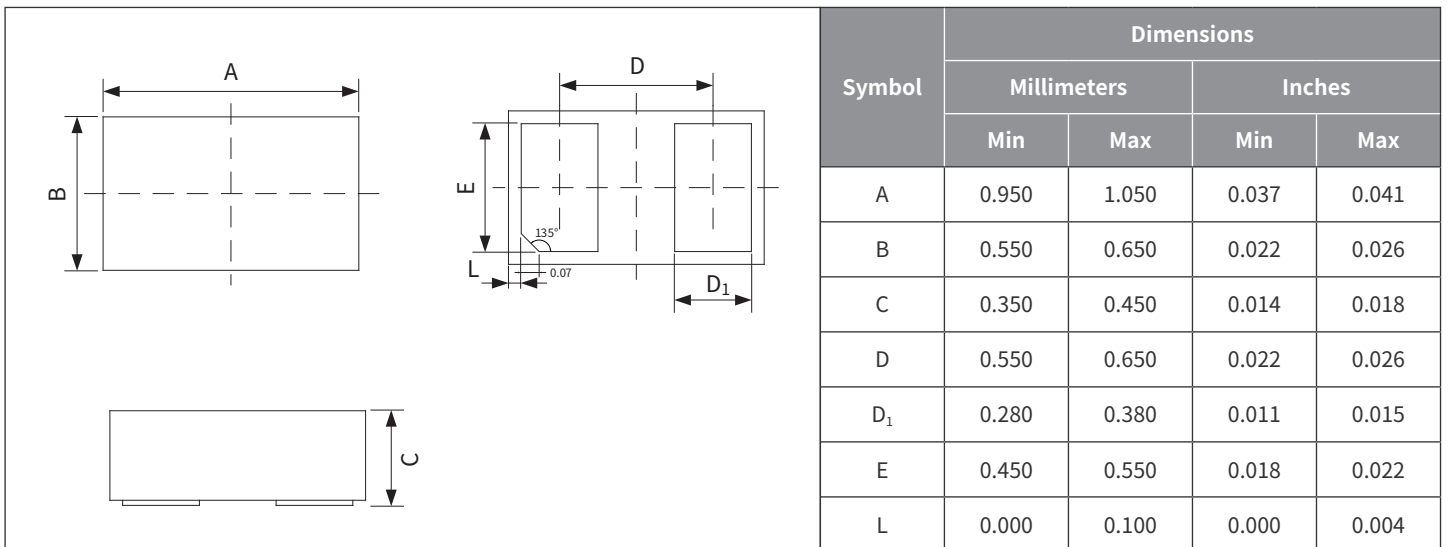 A
B
C
D
E
135°
L
0.07
D₁
Symbol Dimensions
Millimeters Inches
Min Max Min Max
A 0.950 1.050 0.037 0.041
B 0.550 0.650 0.022 0.026
C 0.350 0.450 0.014 0.018
D 0.550 0.650 0.022 0.026
D₁ 0.280 0.380 0.011 0.015
E 0.450 0.550 0.018 0.022
L 0.000 0.100 0.000 0.004